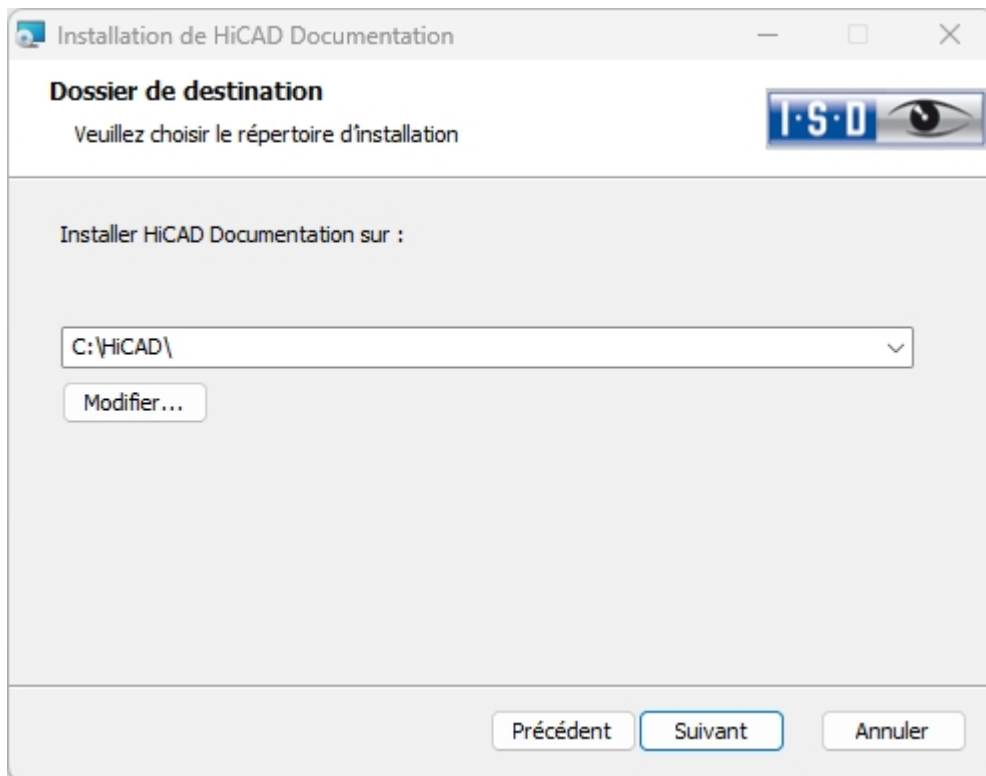 Installation de HiCAD Documentation
Dossier de destination
Veuillez choisir le répertoire d'installation
I·S·D
Installer HiCAD Documentation sur :
C:\HiCAD\
Modifier...
Précédent
Suivant
Annuler